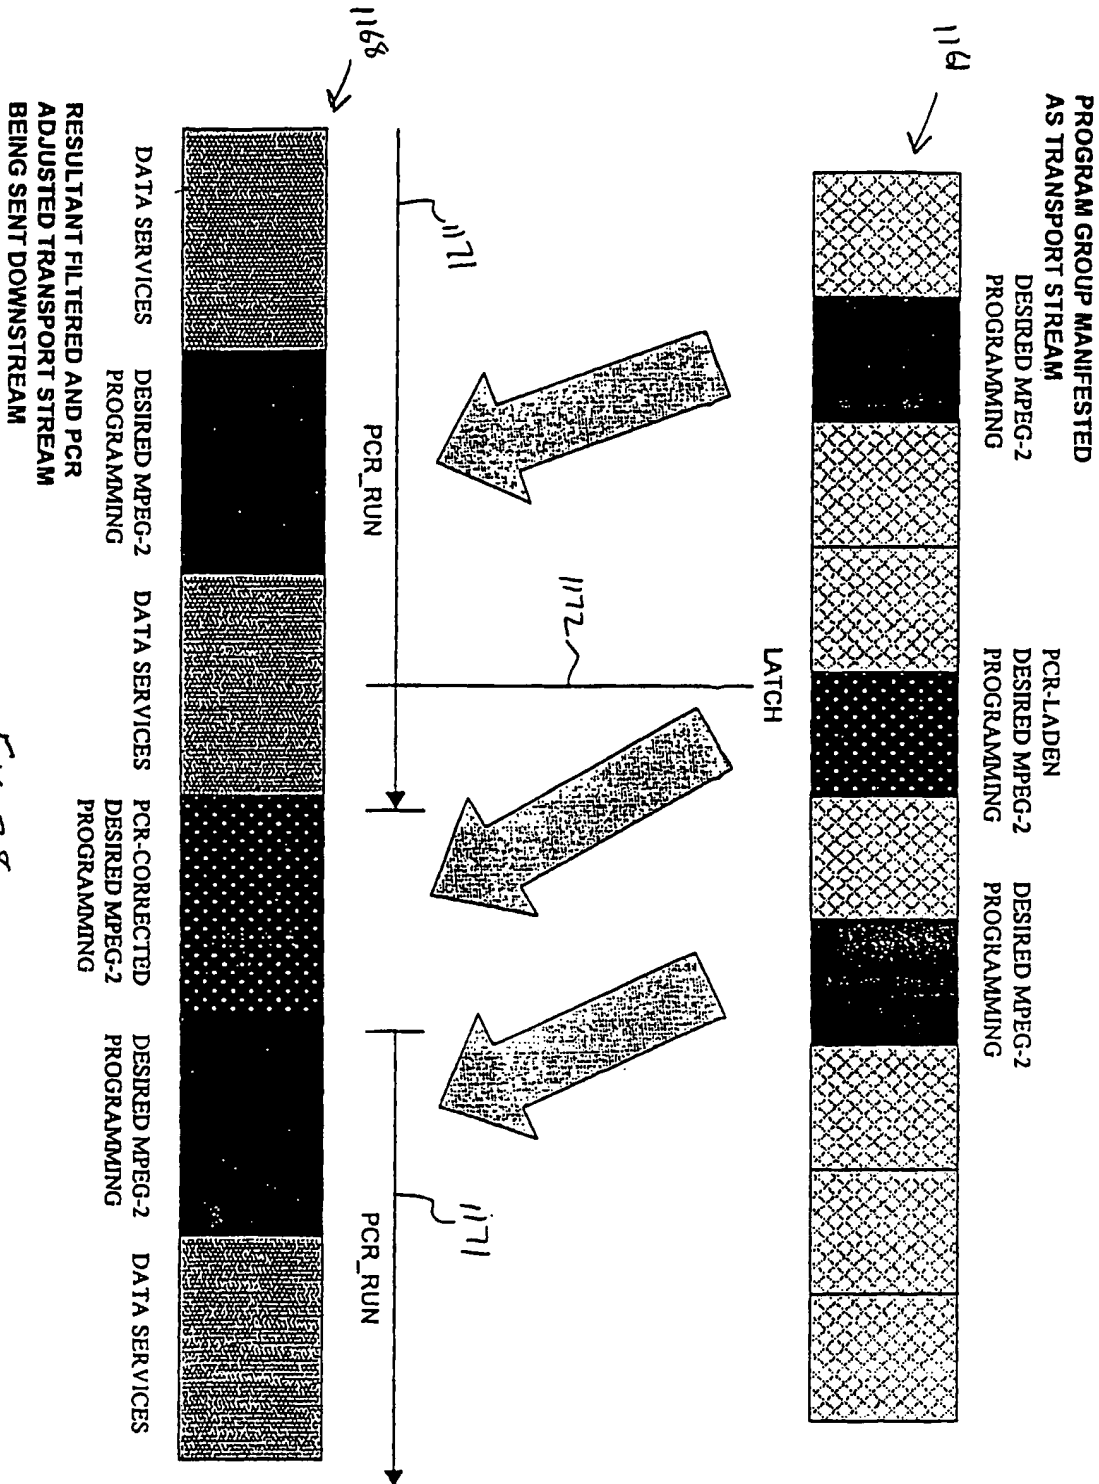 PROGRAM GROUP MANIFESTED
AS TRANSPORT STREAM
1161
DESIRED MPEG-2
PROGRAMMING
PCR-LADEN
DESIRED MPEG-2
PROGRAMMING
DESIRED MPEG-2
PROGRAMMING
LATCH
1172
1171
1171
PCR_RUN
PCR_RUN
1168
DATA SERVICES
DESIRED MPEG-2
PROGRAMMING
DATA SERVICES
PCR-CORRECTED
DESIRED MPEG-2
PROGRAMMING
DESIRED MPEG-2
PROGRAMMING
DATA SERVICES
RESULTANT FILTERED AND PCR
ADJUSTED TRANSPORT STREAM
BEING SENT DOWNSTREAM